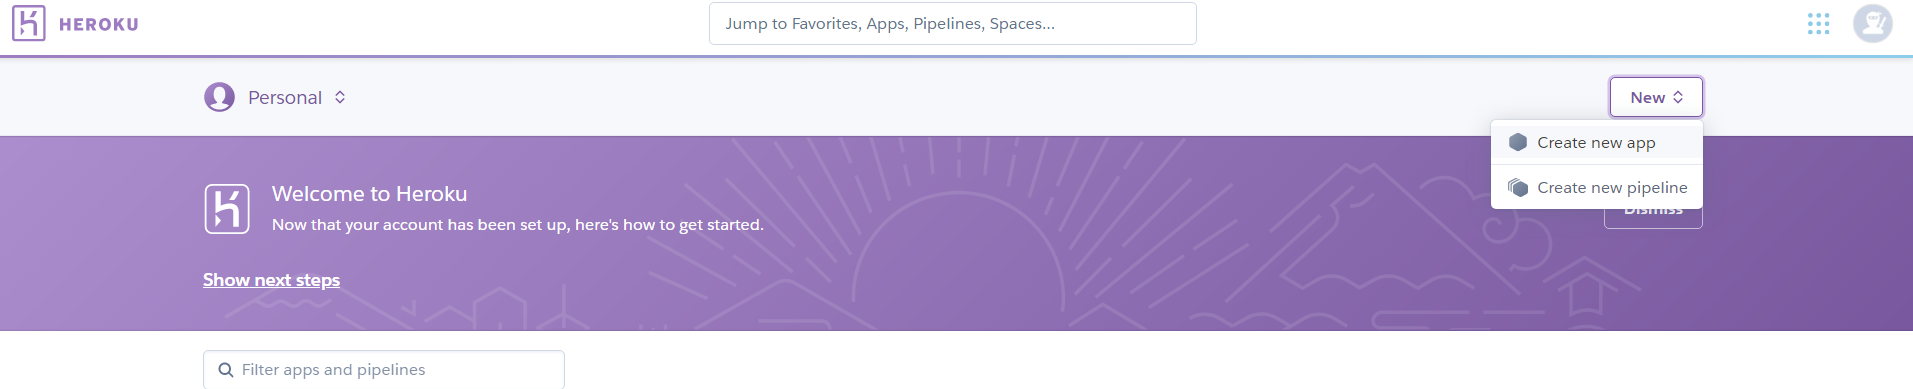 HEROKU
Jump to Favorites, Apps, Pipelines, Spaces...
Personal
New
Create new app
Create new pipeline
Dismiss
Welcome to Heroku
Now that your account has been set up, here's how to get started.
Show next steps
Filter apps and pipelines